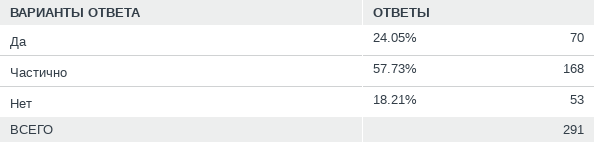 ВАРИАНТЫ ОТВЕТА ОТВЕТЫ
Да 24.05% 70
Частично 57.73% 168
Нет 18.21% 53
ВСЕГО 291